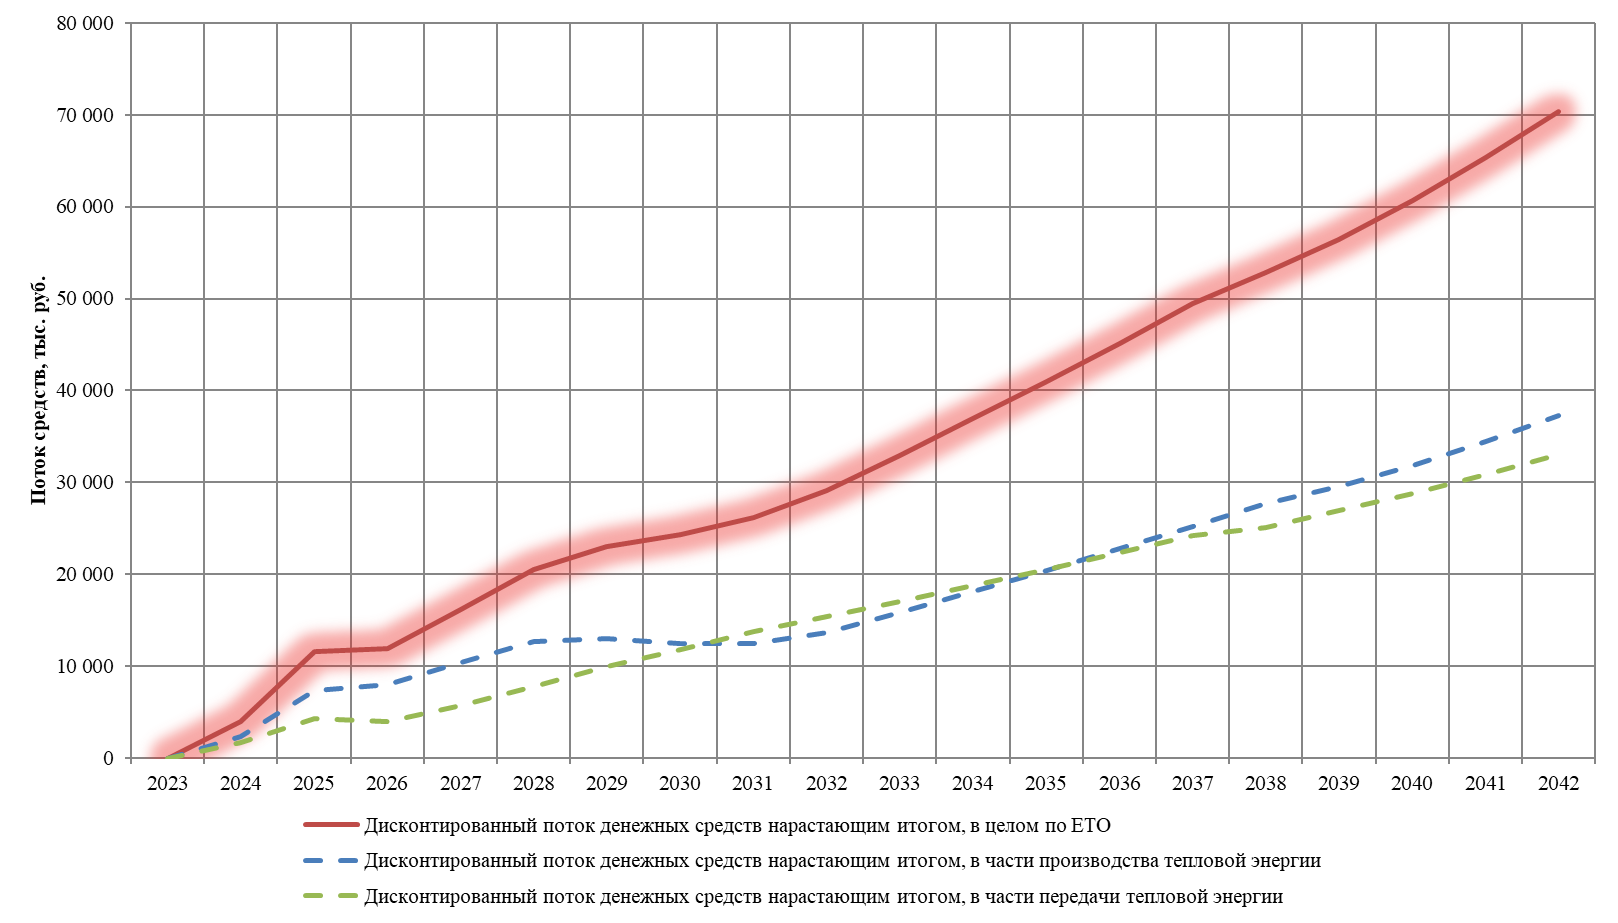 80 000
70 000
60 000
50 000
40 000
30 000
20 000
10 000
0
Поток средств, тыс. руб.
2023 2024 2025 2026 2027 2028 2029 2030 2031 2032 2033 2034 2035 2036 2037 2038 2039 2040 2041 2042
Дисконтированный поток денежных средств нарастающим итогом, в целом по ЕТО
Дисконтированный поток денежных средств нарастающим итогом, в части производства тепловой энергии
Дисконтированный поток денежных средств нарастающим итогом, в части передачи тепловой энергии